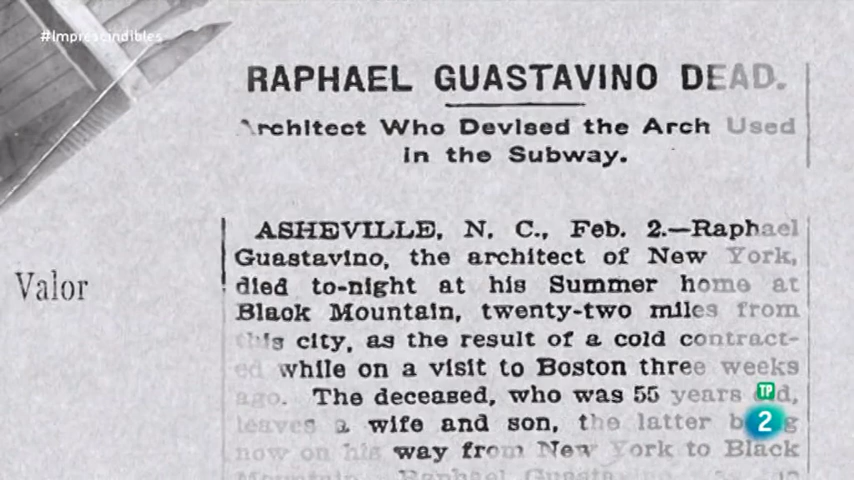 #Imprescindibles
RAPHAEL GUASTAVINO DEAD.
Architect Who Devised the Arch Used
in the Subway.
ASHEVILLE, N. C., Feb. 2.—Raphael
Guastavino, the architect of New York,
died to-night at his Summer home at
Black Mountain, twenty-two miles from
this city, as the result of a cold contract-
ed while on a visit to Boston three weeks
ago. The deceased, who was 55 years old,
leaves a wife and son, the latter being
now on his way from New York to Black
Mountain. Raphael Guastavino
Valor
TP
2